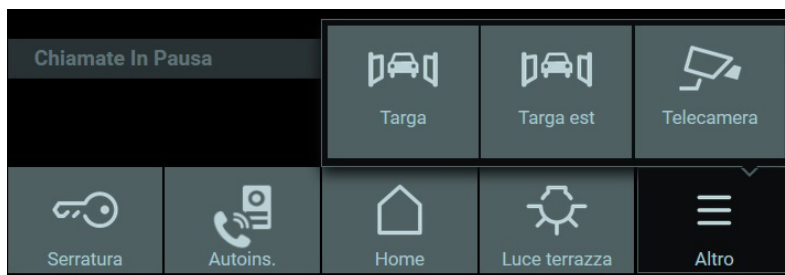 Chiamate In Pausa
Targa
Targa est
Telecamera
Serratura
Autoins.
Home
Luce terrazza
Altro